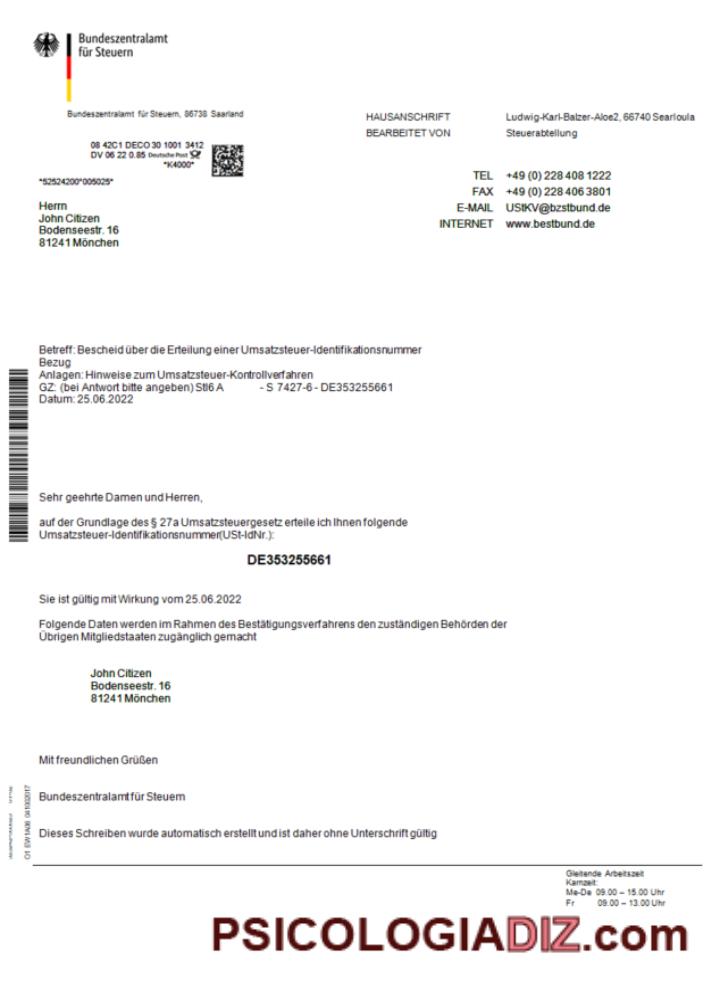 Bundeszentralamt
für Steuern
Bundeszentralamt für Steuern, 86738 Saarland
HAUSANSCHRIFT Ludwig-Karl-Balzer-Aloe2, 66740 Searloula
BEARBEITET VON Steuerabtellung
08 42C1 DECO 30 1001 3412
DV 06 22 0.85 Deutsche Post
*K4000*
*52524200*005025*
TEL +49 (0) 228 408 1222
FAX +49 (0) 228 406 3801
E-MAIL UStKV@bzstbund.de
INTERNET www.bestbund.de
Herrn
John Citizen
Bodenseestr. 16
81241 Mönchen
Betreff: Bescheid über die Erteilung einer Umsatzsteuer-Identifikationsnummer
Bezug
Anlagen: Hinweise zum Umsatzsteuer-Kontrollverfahren
GZ: (bei Antwort bitte angeben) StI6 A - S 7427-6 - DE353255661
Datum: 25.06.2022
Sehr geehrte Damen und Herren,
auf der Grundlage des § 27a Umsatzsteuergesetz erteile ich Ihnen folgende
Umsatzsteuer-Identifikationsnummer(USt-IdNr.):
DE353255661
Sie ist gültig mit Wirkung vom 25.06.2022
Folgende Daten werden im Rahmen des Bestätigungsverfahrens den zuständigen Behörden der
Übrigen Mitgliedstaaten zugänglich gemacht
John Citizen
Bodenseestr. 16
81241 Mönchen
Mit freundlichen Grüßen
Bundeszentralamt für Steuern
Dieses Schreiben wurde automatisch erstellt und ist daher ohne Unterschrift gültig
Gleitende Arbeitszeit
Karnzeit:
Me-De 09.00 – 15.00 Uhr
Fr 09.00 – 13.00 Uhr
PSICOLOGIADIZ.com